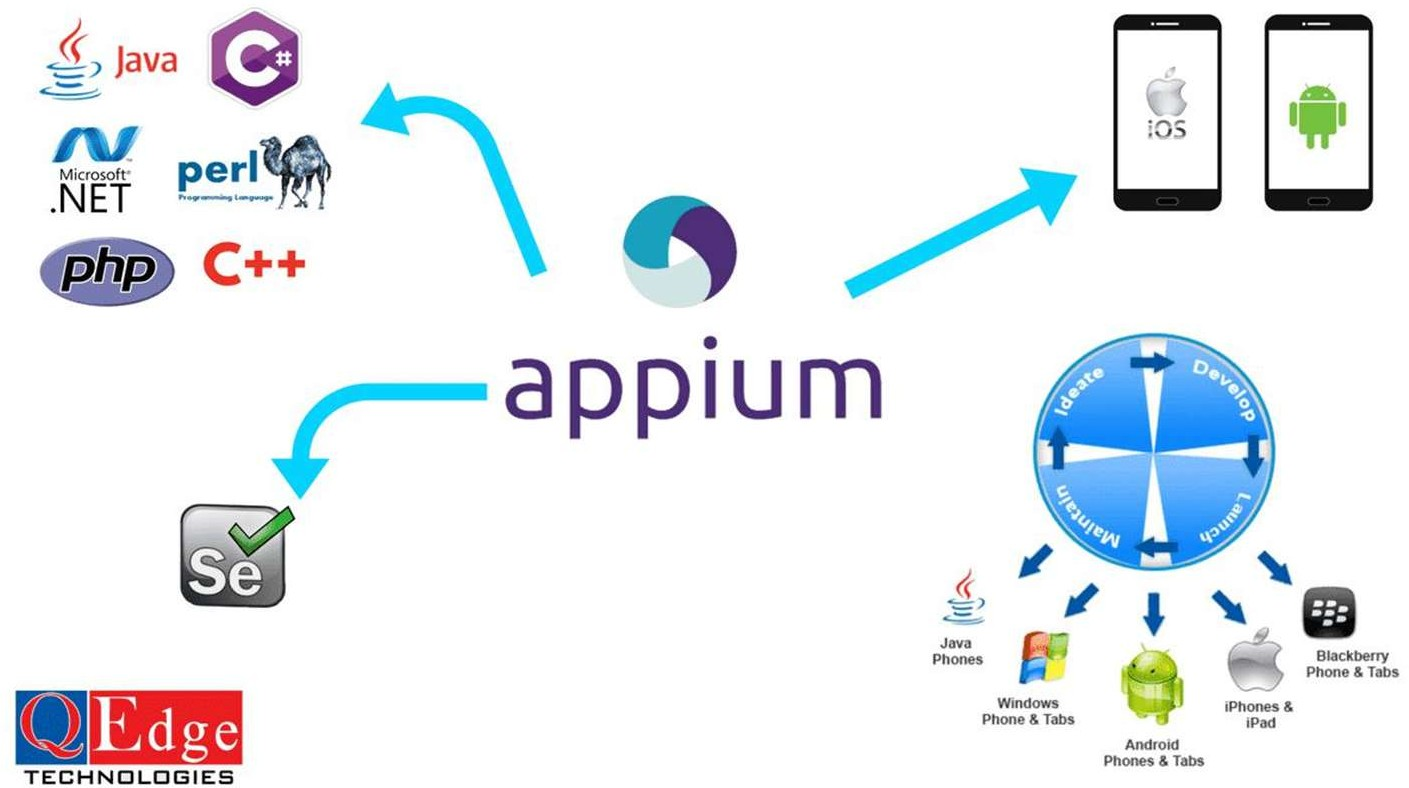 Java
C#
Microsoft®
.NET
perl
Programming Language
php
C++
iOS
appium
Ideate
Develop
Launch
Maintain
Se
Java
Phones
Windows
Phone & Tabs
Android
Phones & Tabs
iPhones &
iPad
Blackberry
Phone & Tabs
QEdge
TECHNOLOGIES